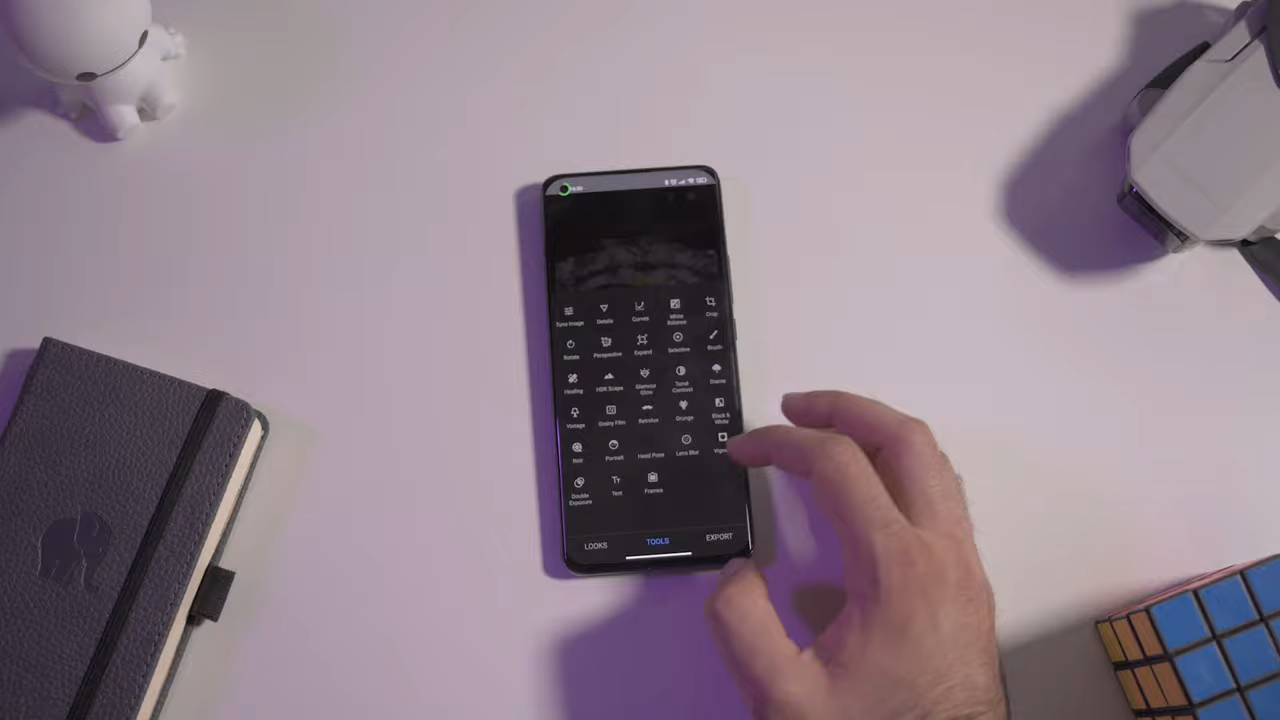 Tune Image Details Curves White Balance Crop
Rotate Perspective Expand Selective Brush
Healing HDR Scape Glamour Glow Tonal Contrast Drama
Vintage Grainy Film Retrolux Grunge Black & White
Noir Portrait Head Pose Lens Blur
Double Exposure Text Frames
LOOKS TOOLS EXPORT